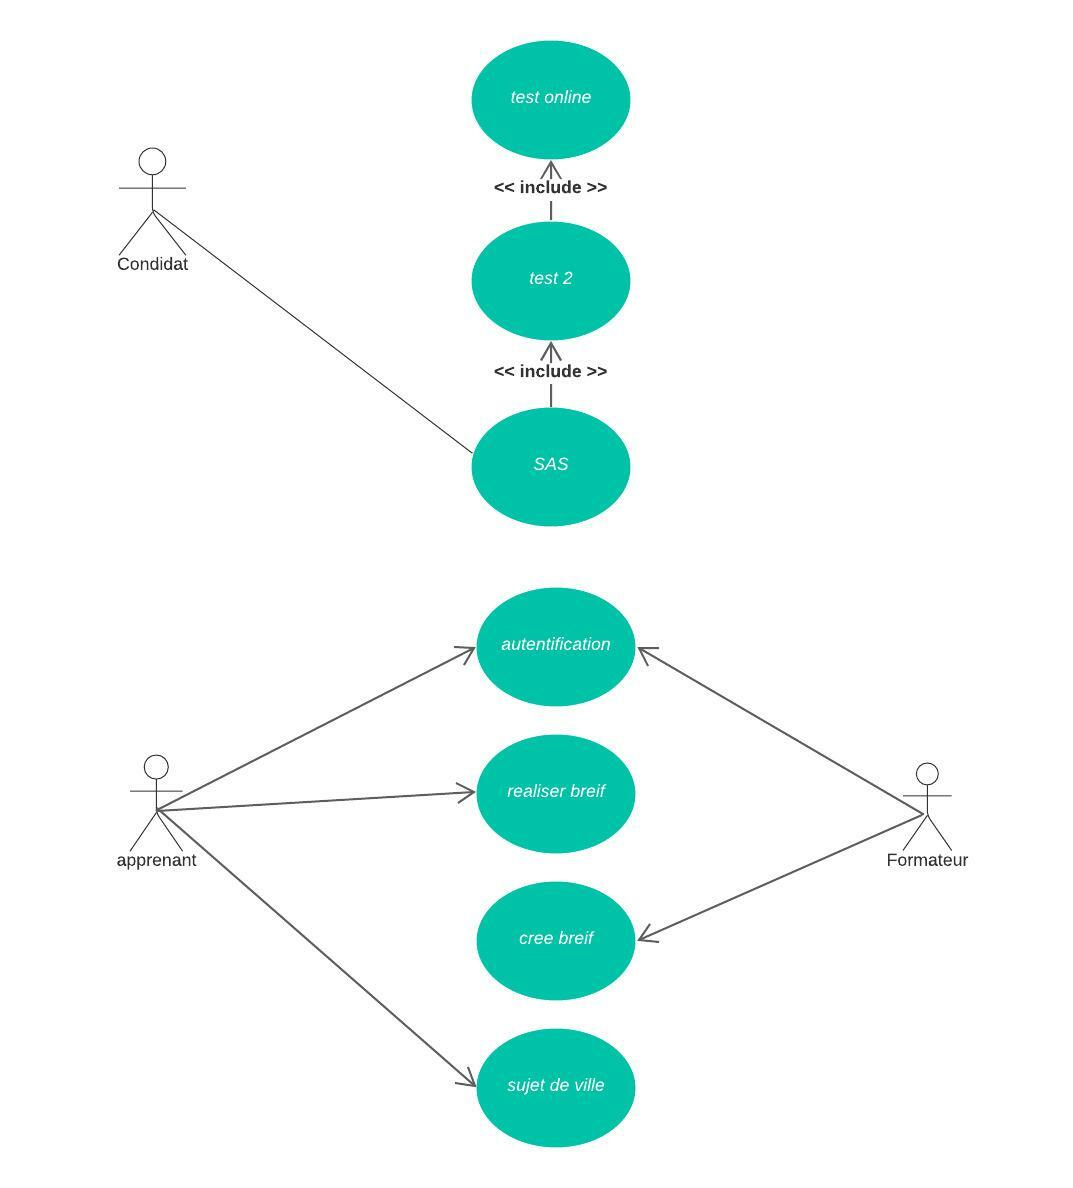 test online
<< include >>
Condidat
test 2
<< include >>
SAS
autentification
realiser breif
apprenant
Formateur
cree breif
sujet de ville